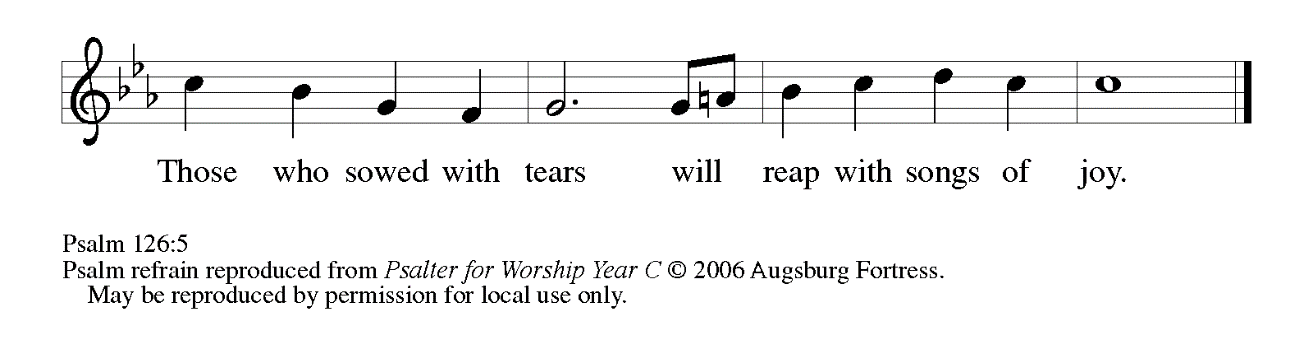 Those who sowed with tears will reap with songs of joy.
Psalm 126:5
Psalm refrain reproduced from Psalter for Worship Year C © 2006 Augsburg Fortress.
May be reproduced by permission for local use only.